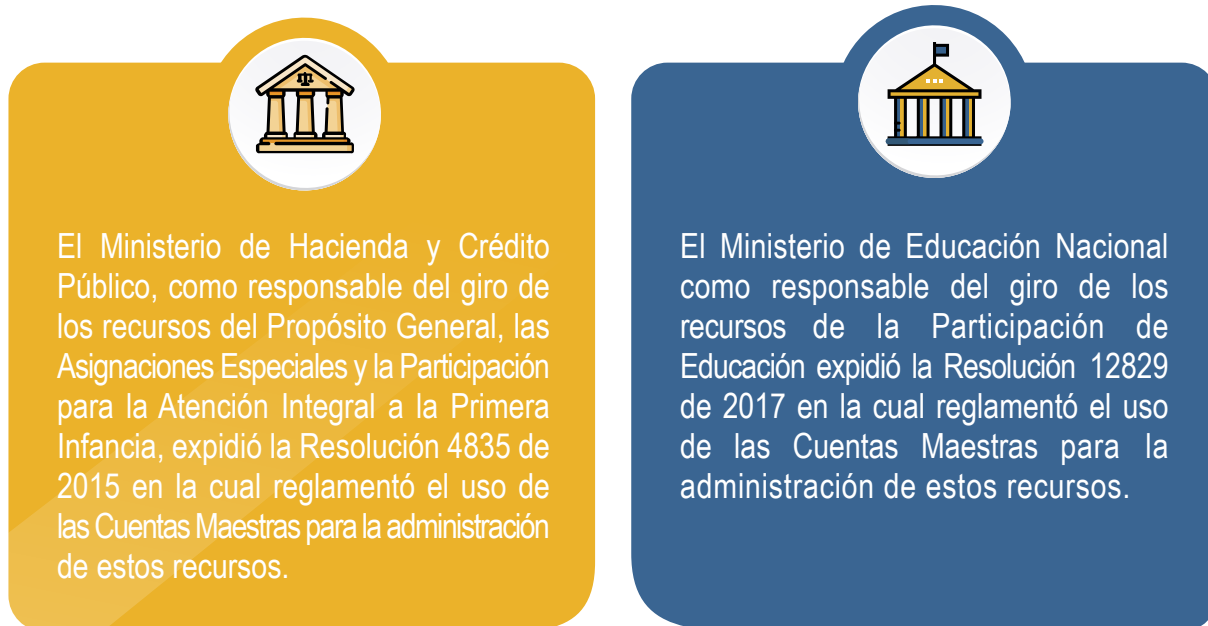 El Ministerio de Hacienda y Crédito
Público, como responsable del giro de
los recursos del Propósito General, las
Asignaciones Especiales y la Participación
para la Atención Integral a la Primera
Infancia, expidió la Resolución 4835 de
2015 en la cual reglamentó el uso de
las Cuentas Maestras para la administración
de estos recursos.
El Ministerio de Educación Nacional
como responsable del giro de los
recursos de la Participación de
Educación expidió la Resolución 12829
de 2017 en la cual reglamentó el uso
de las Cuentas Maestras para la
administración de estos recursos.